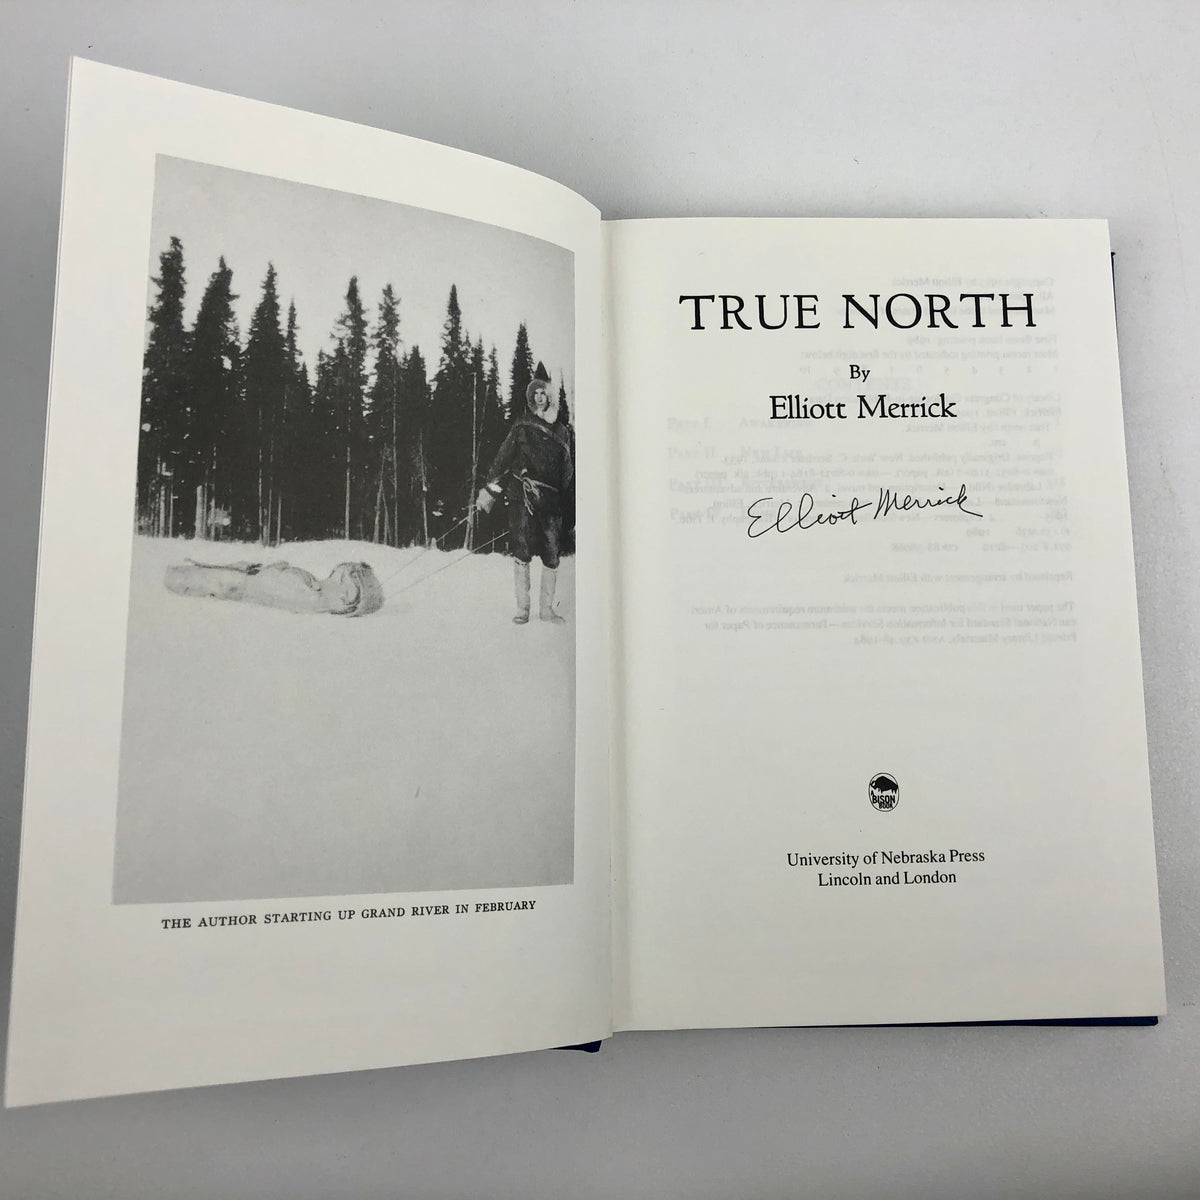 THE AUTHOR STARTING UP GRAND RIVER IN FEBRUARY
TRUE NORTH
By
Elliott Merrick
Elliott Merrick
BISON
BOOK
University of Nebraska Press
Lincoln and London